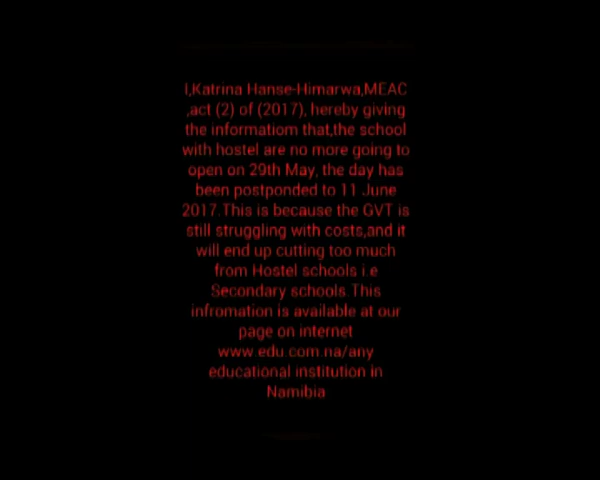 I,Katrina Hanse-Himarwa,MEAC
,act (2) of (2017), hereby giving
the informatiom that,the school
with hostel are no more going to
open on 29th May, the day has
been postponded to 11 June
2017.This is because the GVT is
still struggling with costs,and it
will end up cutting too much
from Hostel schools i.e
Secondary schools.This
infromation is available at our
page on internet
www.edu.com.na/any
educational institution in
Namibia